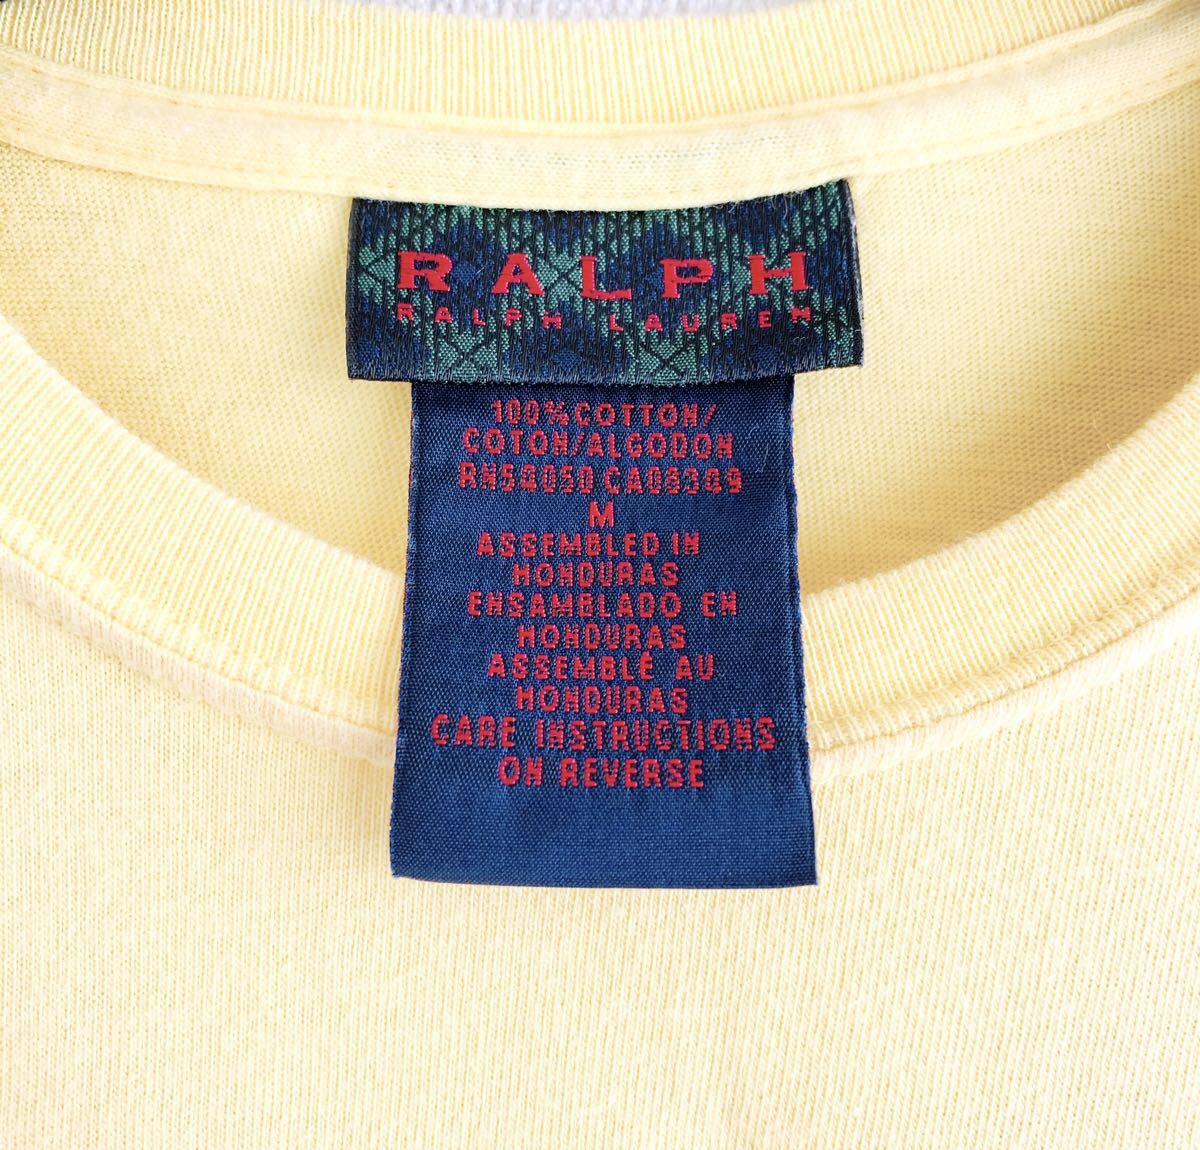 RALPH
RALPH LAUREN
100% COTTON/
COTON/ALGODON
RN54050 CA08349
M
ASSEMBLED IN
HONDURAS
ENSAMBLADO EN
HONDURAS
ASSEMBLÉ AU
HONDURAS
CARE INSTRUCTIONS
ON REVERSE